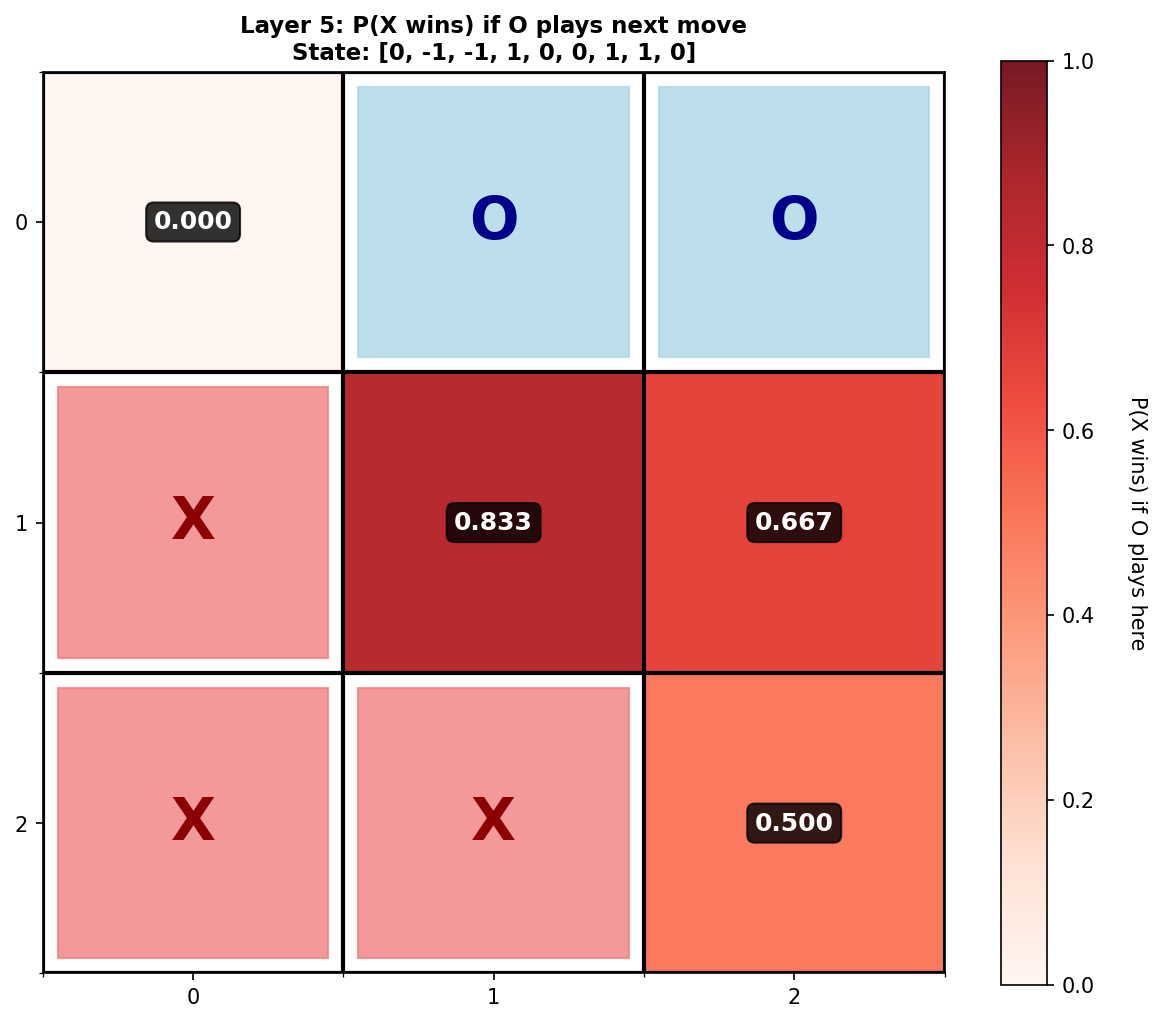 Layer 5: P(X wins) if O plays next move
State: [0, -1, -1, 1, 0, 0, 1, 1, 0]
0
0.000
O
O
1
X
0.833
0.667
2
X
X
0.500
0
1
2
1.0
0.8
0.6
0.4
0.2
0.0
P(X wins) if O plays here